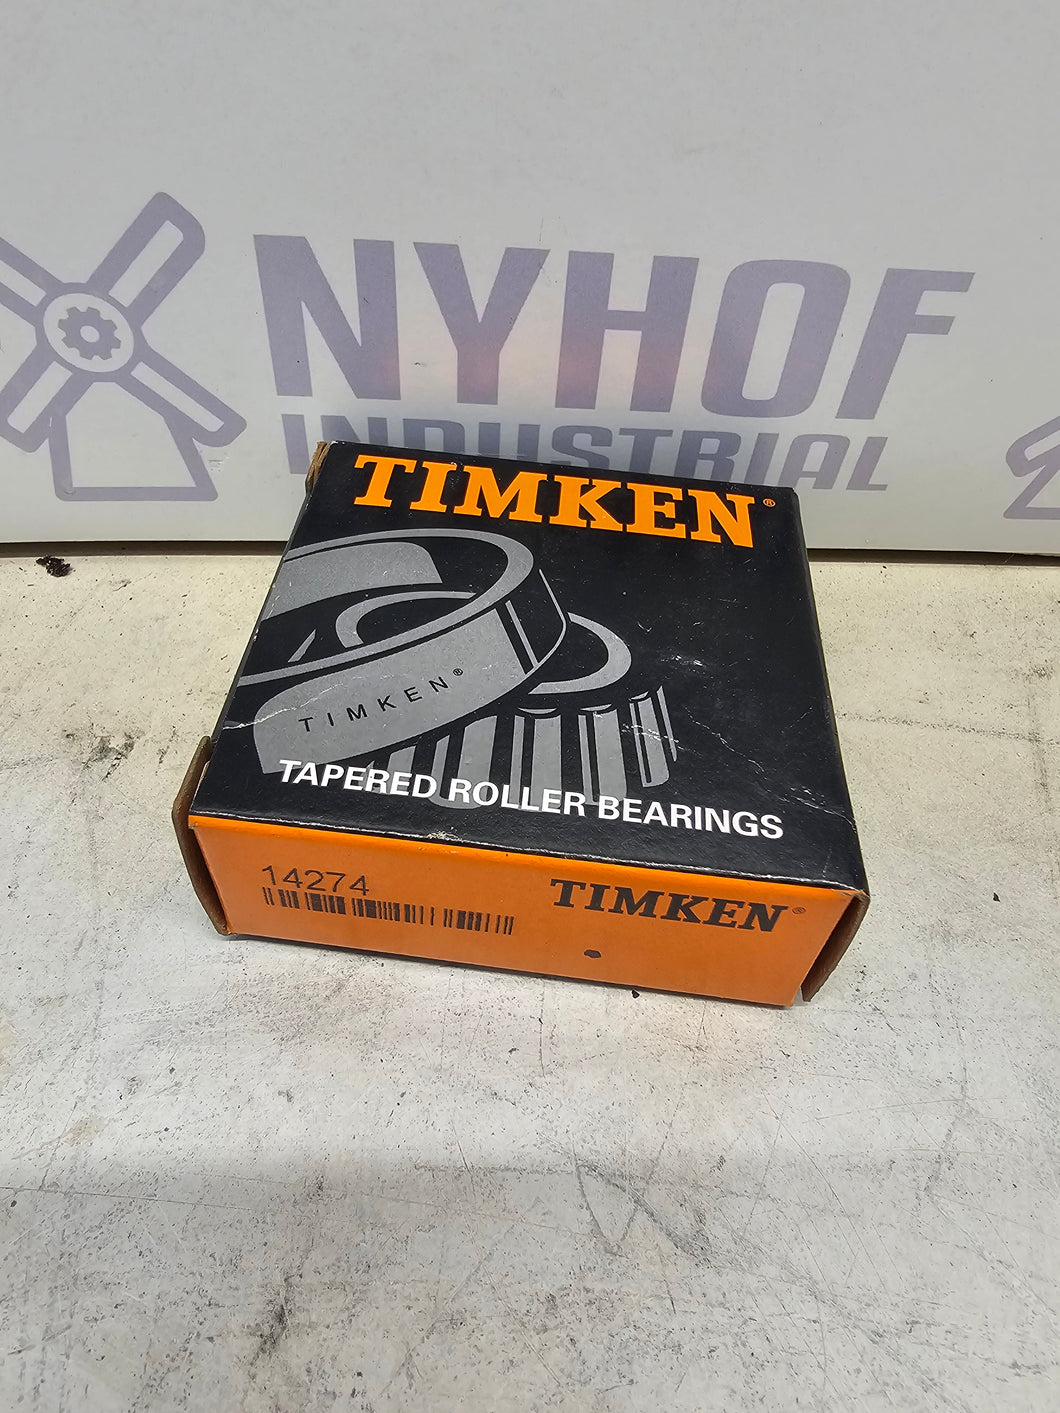 NYHOF
INDUSTRIAL
TIMKEN®
TIMKEN®
TAPERED ROLLER BEARINGS
14274
TIMKEN®